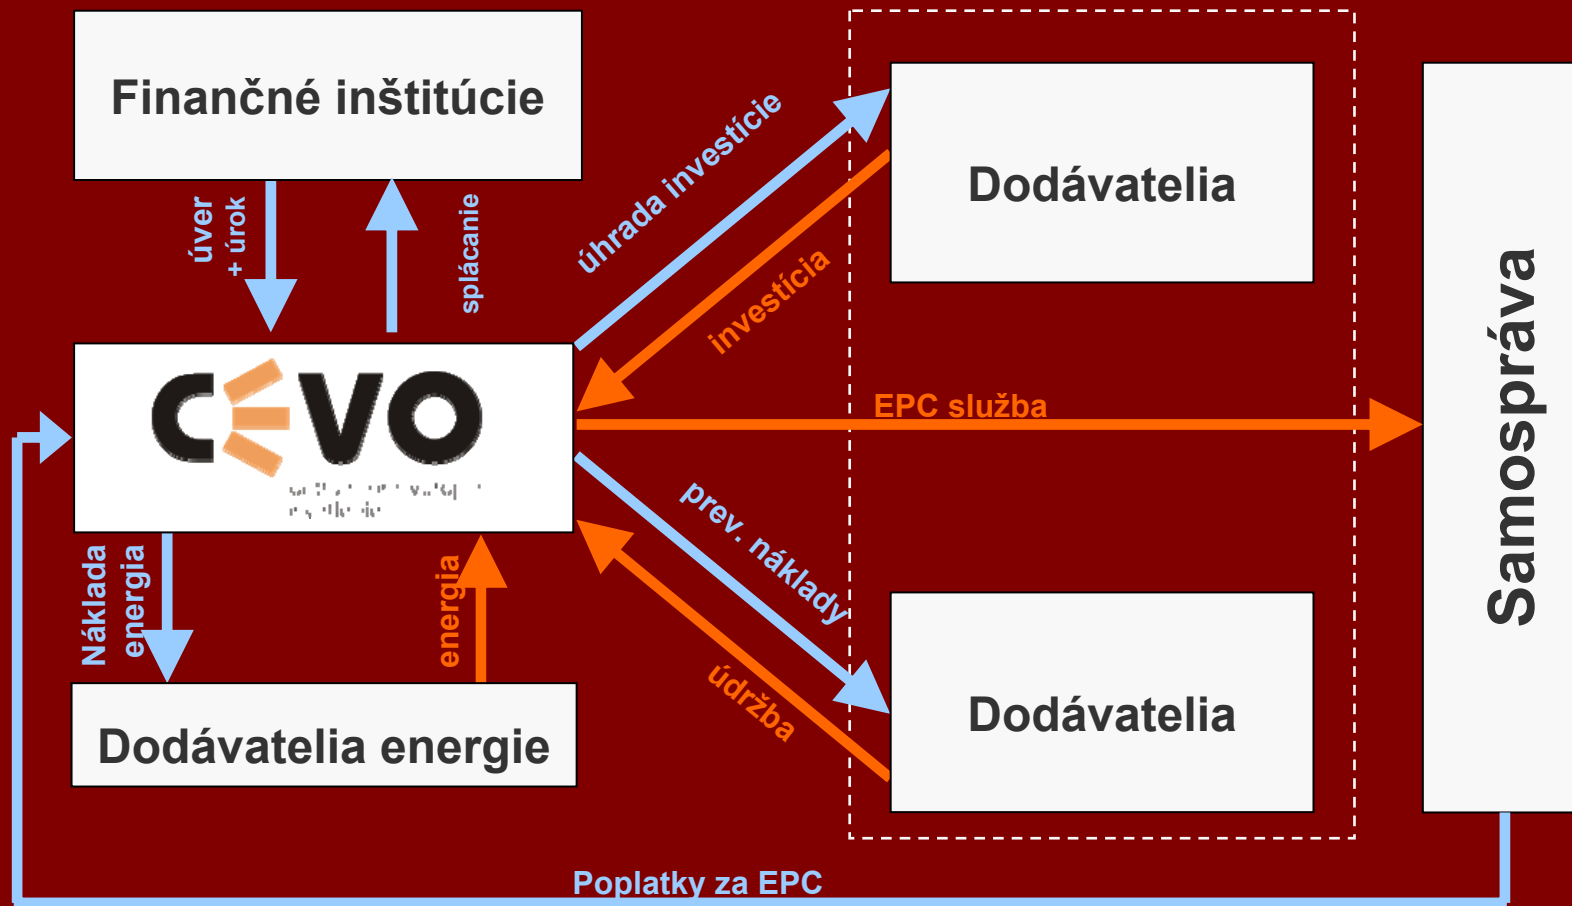 Finančné inštitúcie
úver
+ úrok
splácanie
úhrada investície
investícia
Dodávatelia
CEVO
EPC služba
Samospráva
prev. náklady
údržba
Dodávatelia
Náklada
energia
energia
Dodávatelia energie
Poplatky za EPC